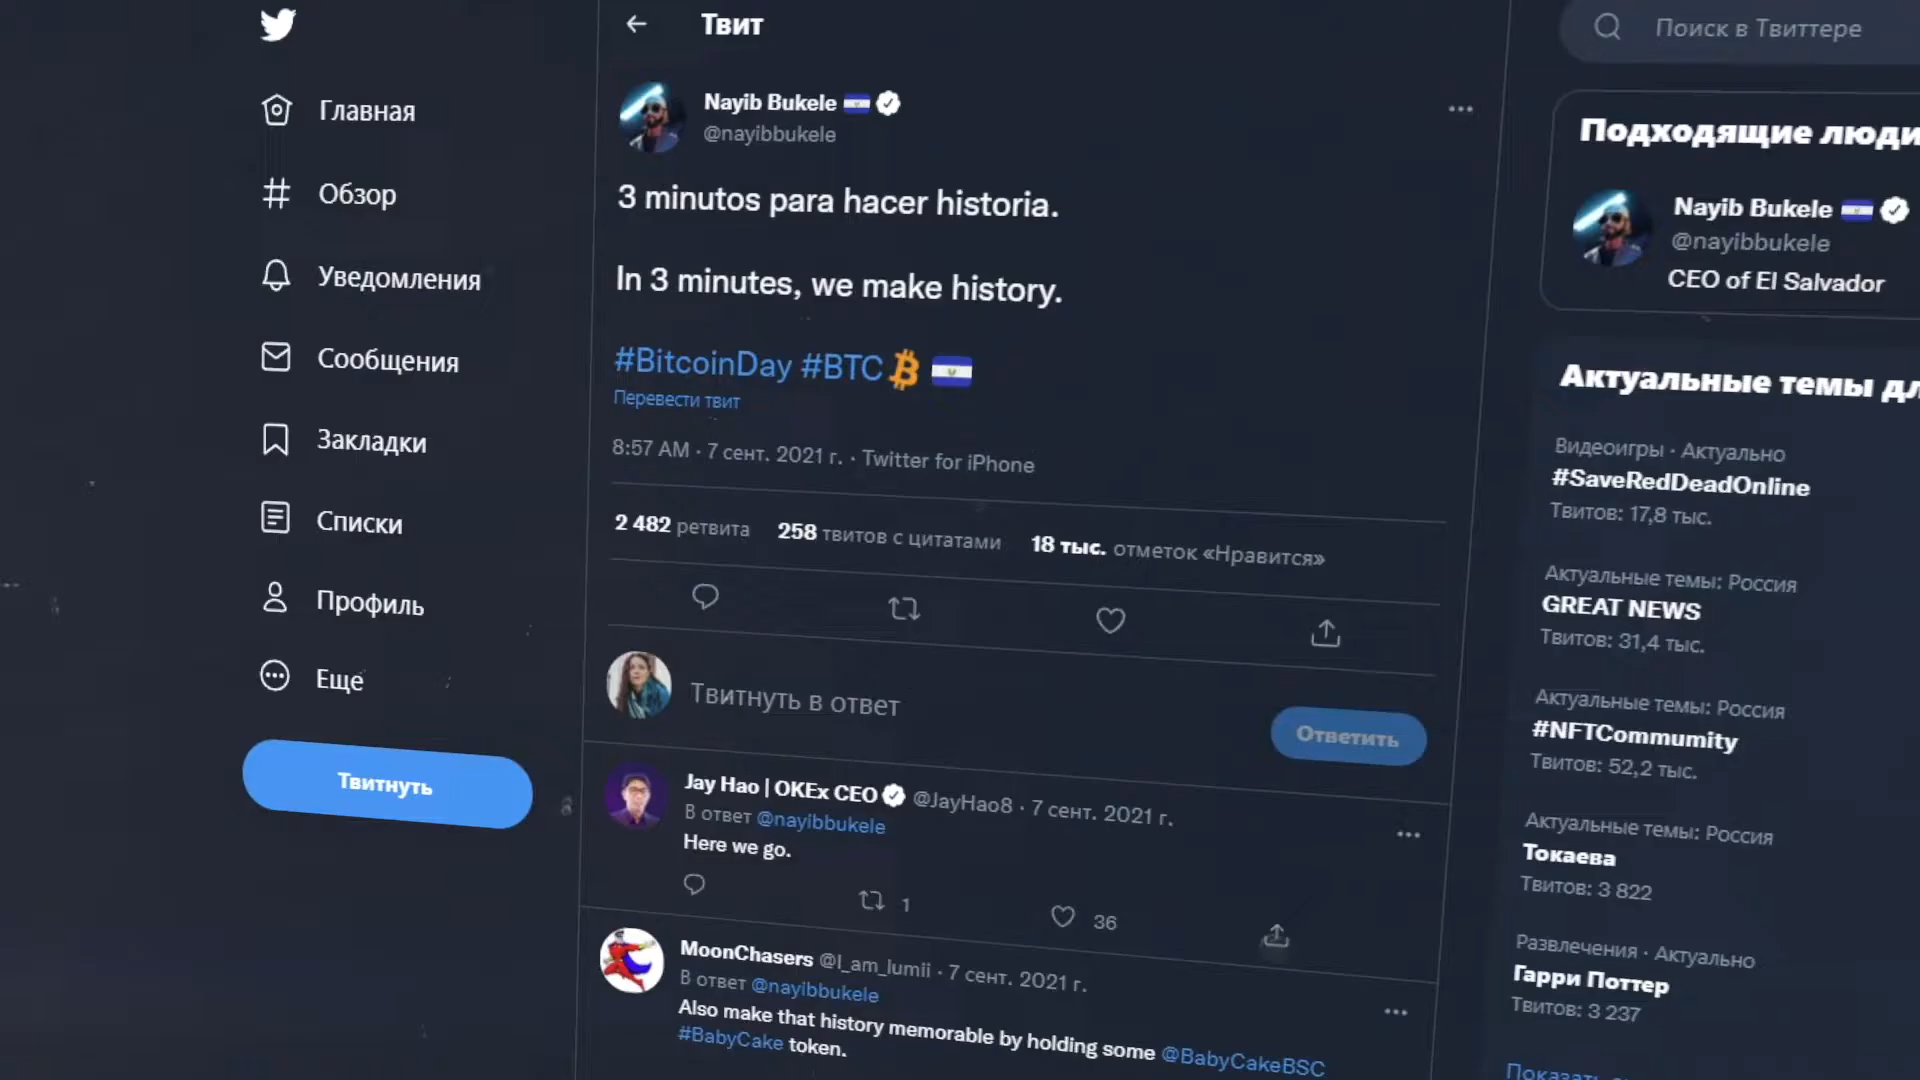 Главная
Обзор
Уведомления
Сообщения
Закладки
Списки
Профиль
Еще
Твитнуть
Твит
Nayib Bukele
@nayibbukele
3 minutos para hacer historia.
In 3 minutes, we make history.
#BitcoinDay #BTC
Перевести твит
8:57 AM · 7 сент. 2021 г. · Twitter for iPhone
2 482 ретвита 258 твитов с цитатами 18 тыс. отметок «Нравится»
Твитнуть в ответ
Ответить
Jay Hao | OKEx CEO @JayHao8 · 7 сент. 2021 г.
В ответ @nayibbukele
Here we go.
1 36
MoonChasers @I_am_lumii · 7 сент. 2021 г.
В ответ @nayibbukele
Also make that history memorable by holding some @BabyCakeBSC
#BabyCake token.
Поиск в Твиттере
Подходящие люди
Nayib Bukele
@nayibbukele
CEO of El Salvador
Актуальные темы
Видеоигры · Актуально
#SaveRedDeadOnline
Твитов: 17,8 тыс.
Актуальные темы: Россия
GREAT NEWS
Твитов: 31,4 тыс.
Актуальные темы: Россия
#NFTCommumity
Твитов: 52,2 тыс.
Актуальные темы: Россия
Токаева
Твитов: 3 822
Развлечения · Актуально
Гарри Поттер
Твитов: 3 237
Показать